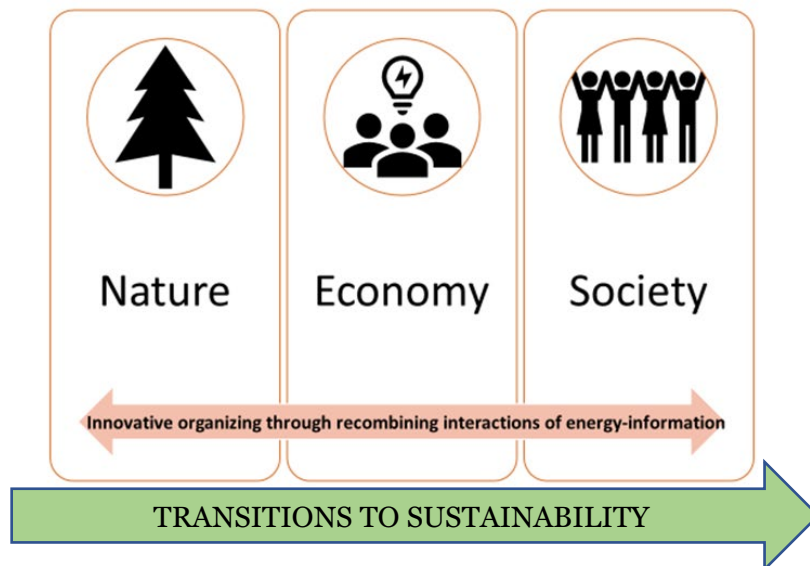 Nature
Economy
Society
Innovative organizing through recombining interactions of energy-information
TRANSITIONS TO SUSTAINABILITY